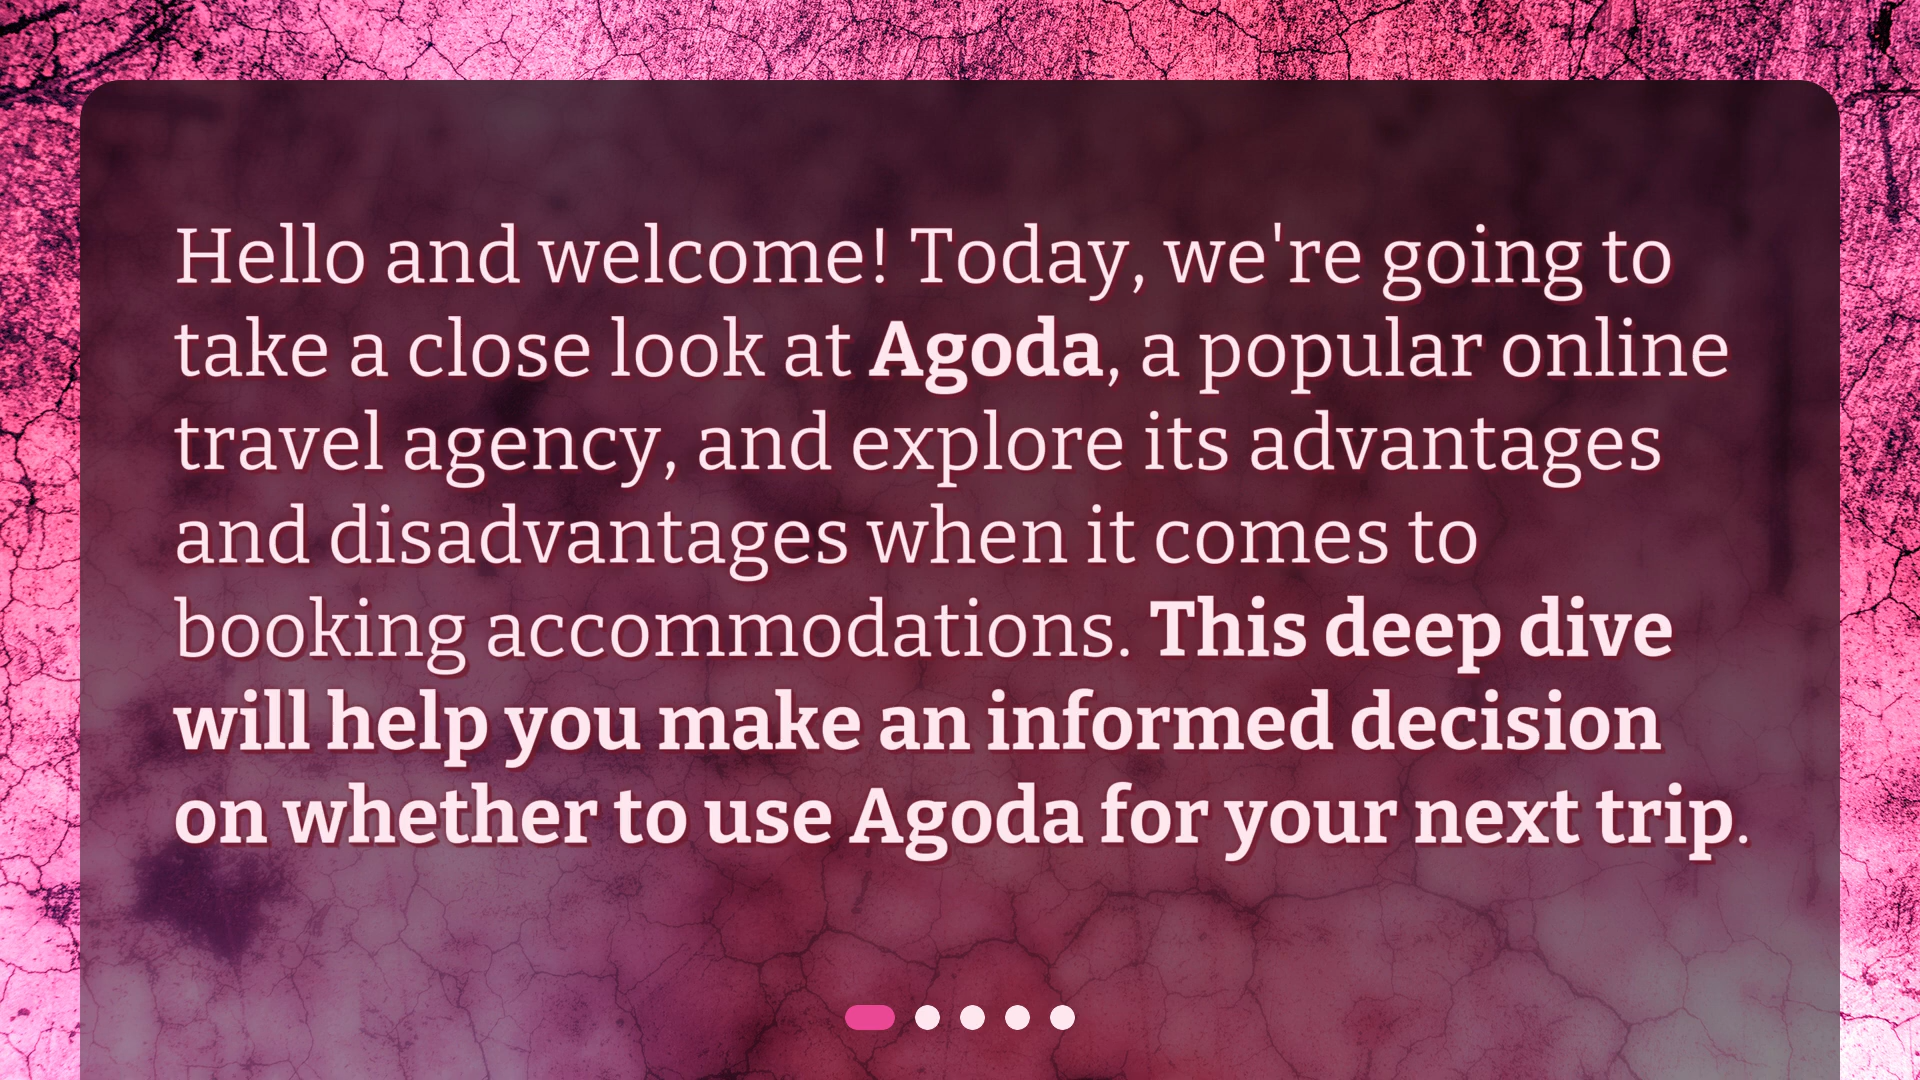 Hello and welcome! Today, we're going to
take a close look at Agoda, a popular online
travel agency, and explore its advantages
and disadvantages when it comes to
booking accommodations. This deep dive
will help you make an informed decision
on whether to use Agoda for your next trip.